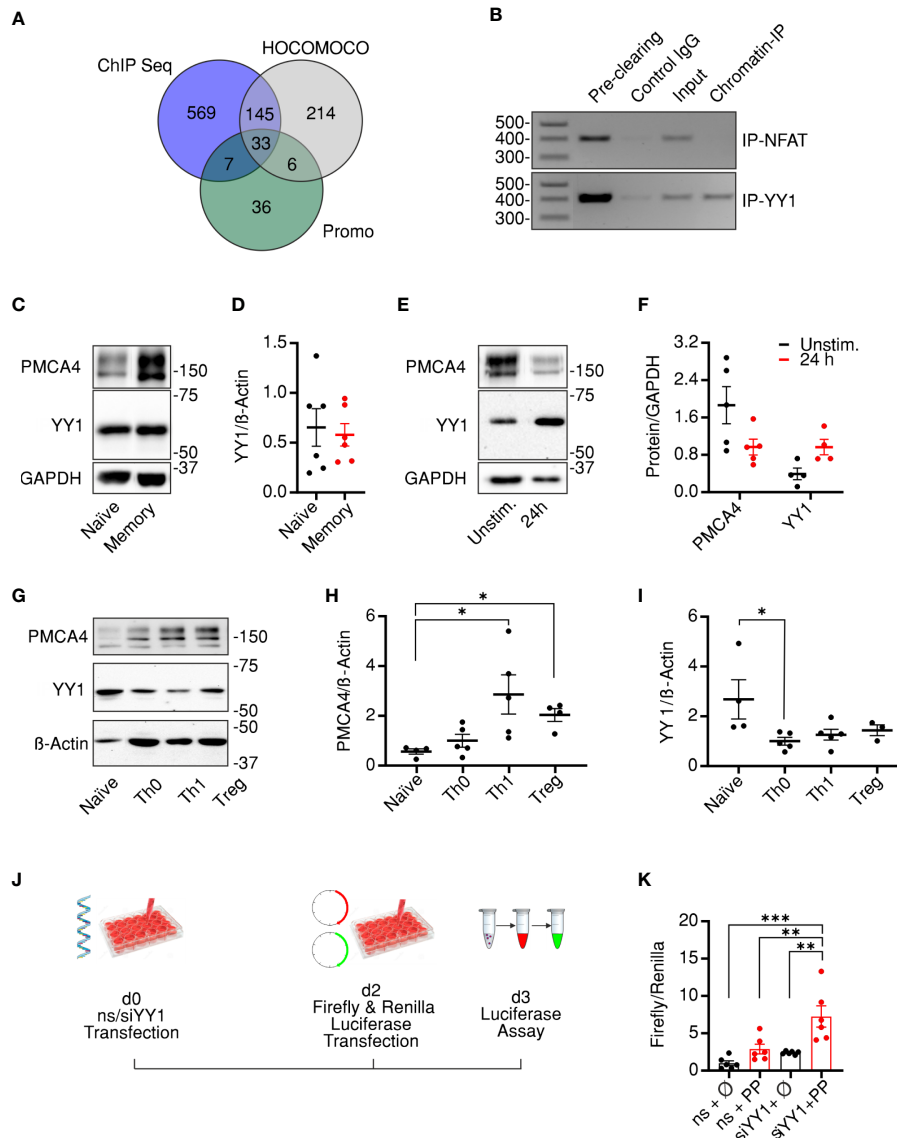 A
ChIP Seq
HOCOMOCO
569
145
214
33
7
6
36
Promo
B
Pre-clearing
Control IgG
Input
Chromatin-IP
500-
400-
300-
IP-NFAT
500-
400-
300-
IP-YY1
C
PMCA4
-150
-75
YY1
-50
-37
GAPDH
Naïve
Memory
D
YY1/ß-Actin
1.5
1.0
0.5
0.0
Naïve
Memory
E
PMCA4
-150
-75
YY1
-50
-37
GAPDH
Unstim.
24h
F
Protein/GAPDH
3.2
2.4
1.6
0.8
0.0
Unstim.
24 h
PMCA4
YY1
G
PMCA4
-150
-75
YY1
-50
-50
ß-Actin
-37
Naïve
Th0
Th1
Treg
H
PMCA4/ß-Actin
6
4
2
0
*
*
Naïve
Th0
Th1
Treg
I
YY 1/ß-Actin
6
4
2
0
*
Naïve
Th0
Th1
Treg
J
d0
ns/siYY1
Transfection
d2
Firefly & Renilla
Luciferase
Transfection
d3
Luciferase
Assay
K
Firefly/Renilla
20
15
10
5
0
***
**
**
ns + ∅
ns + PP
siYY1+ ∅
siYY1+PP